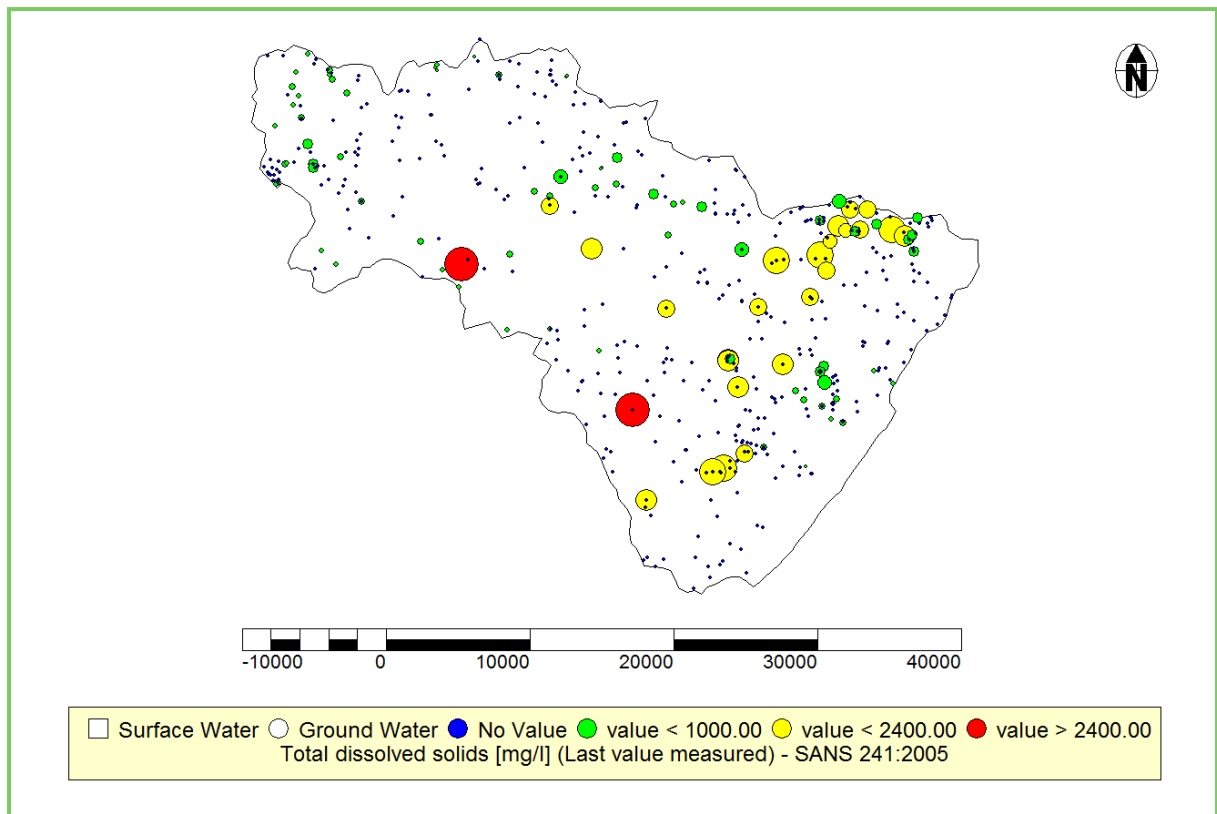 N
-10000 0 10000 20000 30000 40000
Surface Water Ground Water No Value value < 1000.00 value < 2400.00 value > 2400.00
Total dissolved solids [mg/l] (Last value measured) - SANS 241:2005